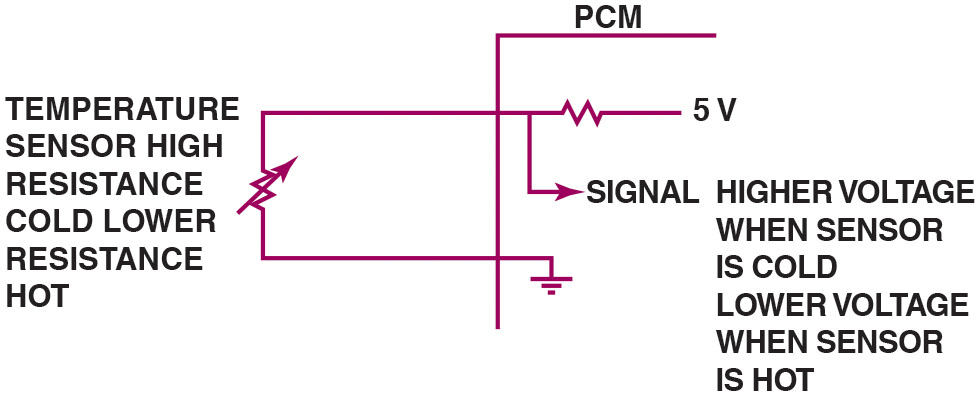 PCM
TEMPERATURE
SENSOR HIGH
RESISTANCE
COLD LOWER
RESISTANCE
HOT
5 V
SIGNAL
HIGHER VOLTAGE
WHEN SENSOR
IS COLD
LOWER VOLTAGE
WHEN SENSOR
IS HOT